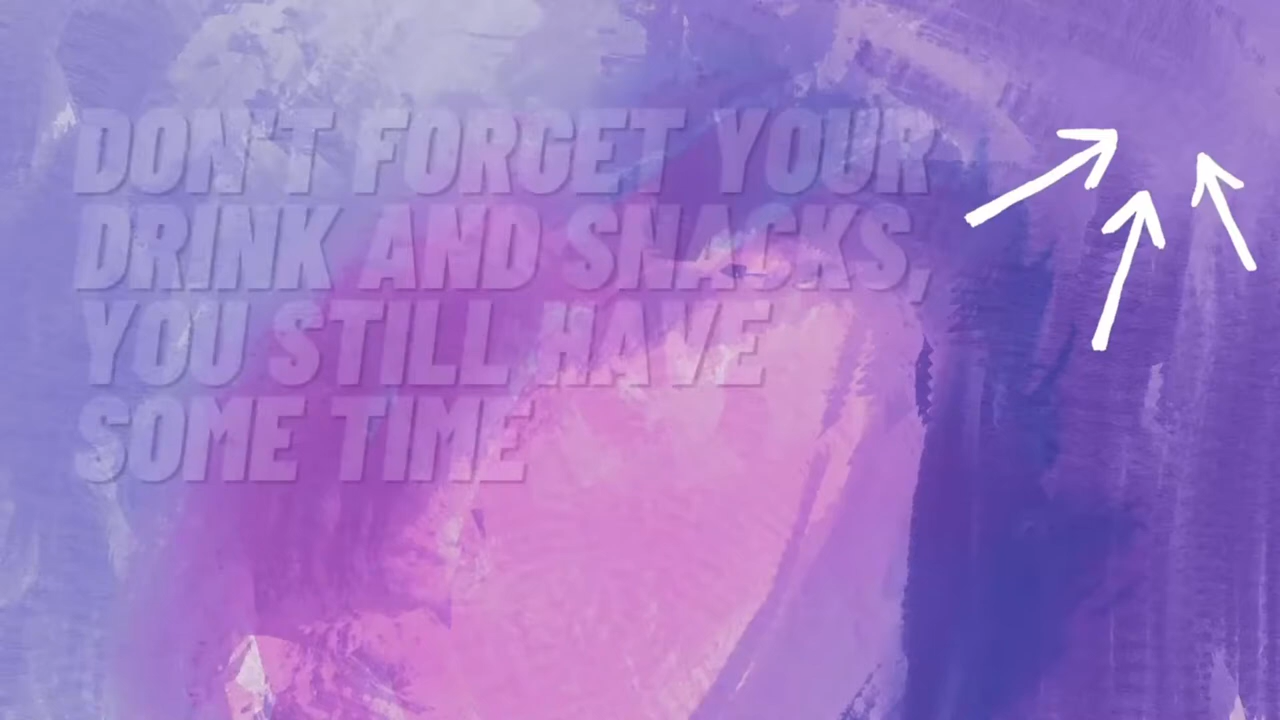 DON'T FORGET YOUR
DRINK AND SNACKS,
YOU STILL HAVE
SOME TIME